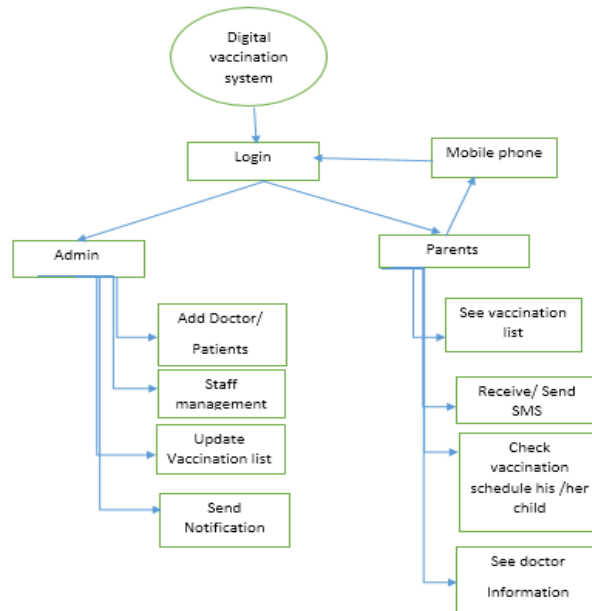 Digital
vaccination
system
Login
Mobile phone
Admin
Parents
Add Doctor/
Patients
Staff
management
Update
Vaccination list
Send
Notification
See vaccination
list
Receive/ Send
SMS
Check
vaccination
schedule his /her
child
See doctor
Information